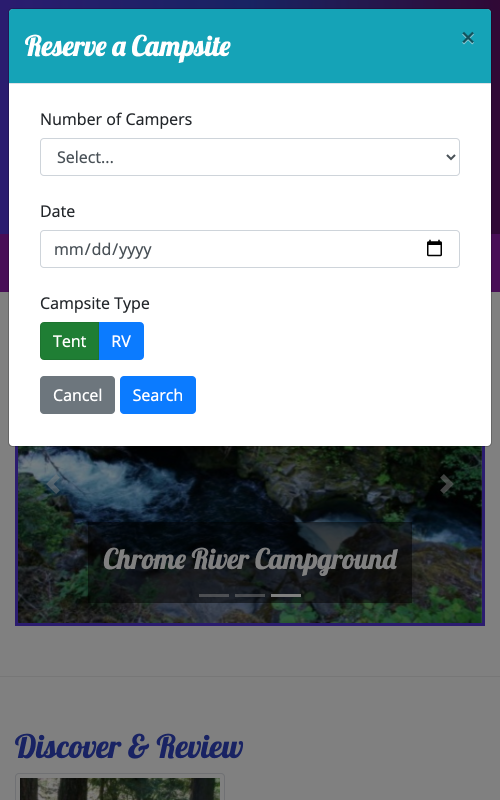 Reserve a Campsite
×
Number of Campers
Select...
Date
mm/dd/yyyy
Campsite Type
Tent RV
Cancel Search
Chrome River Campground
Discover & Review